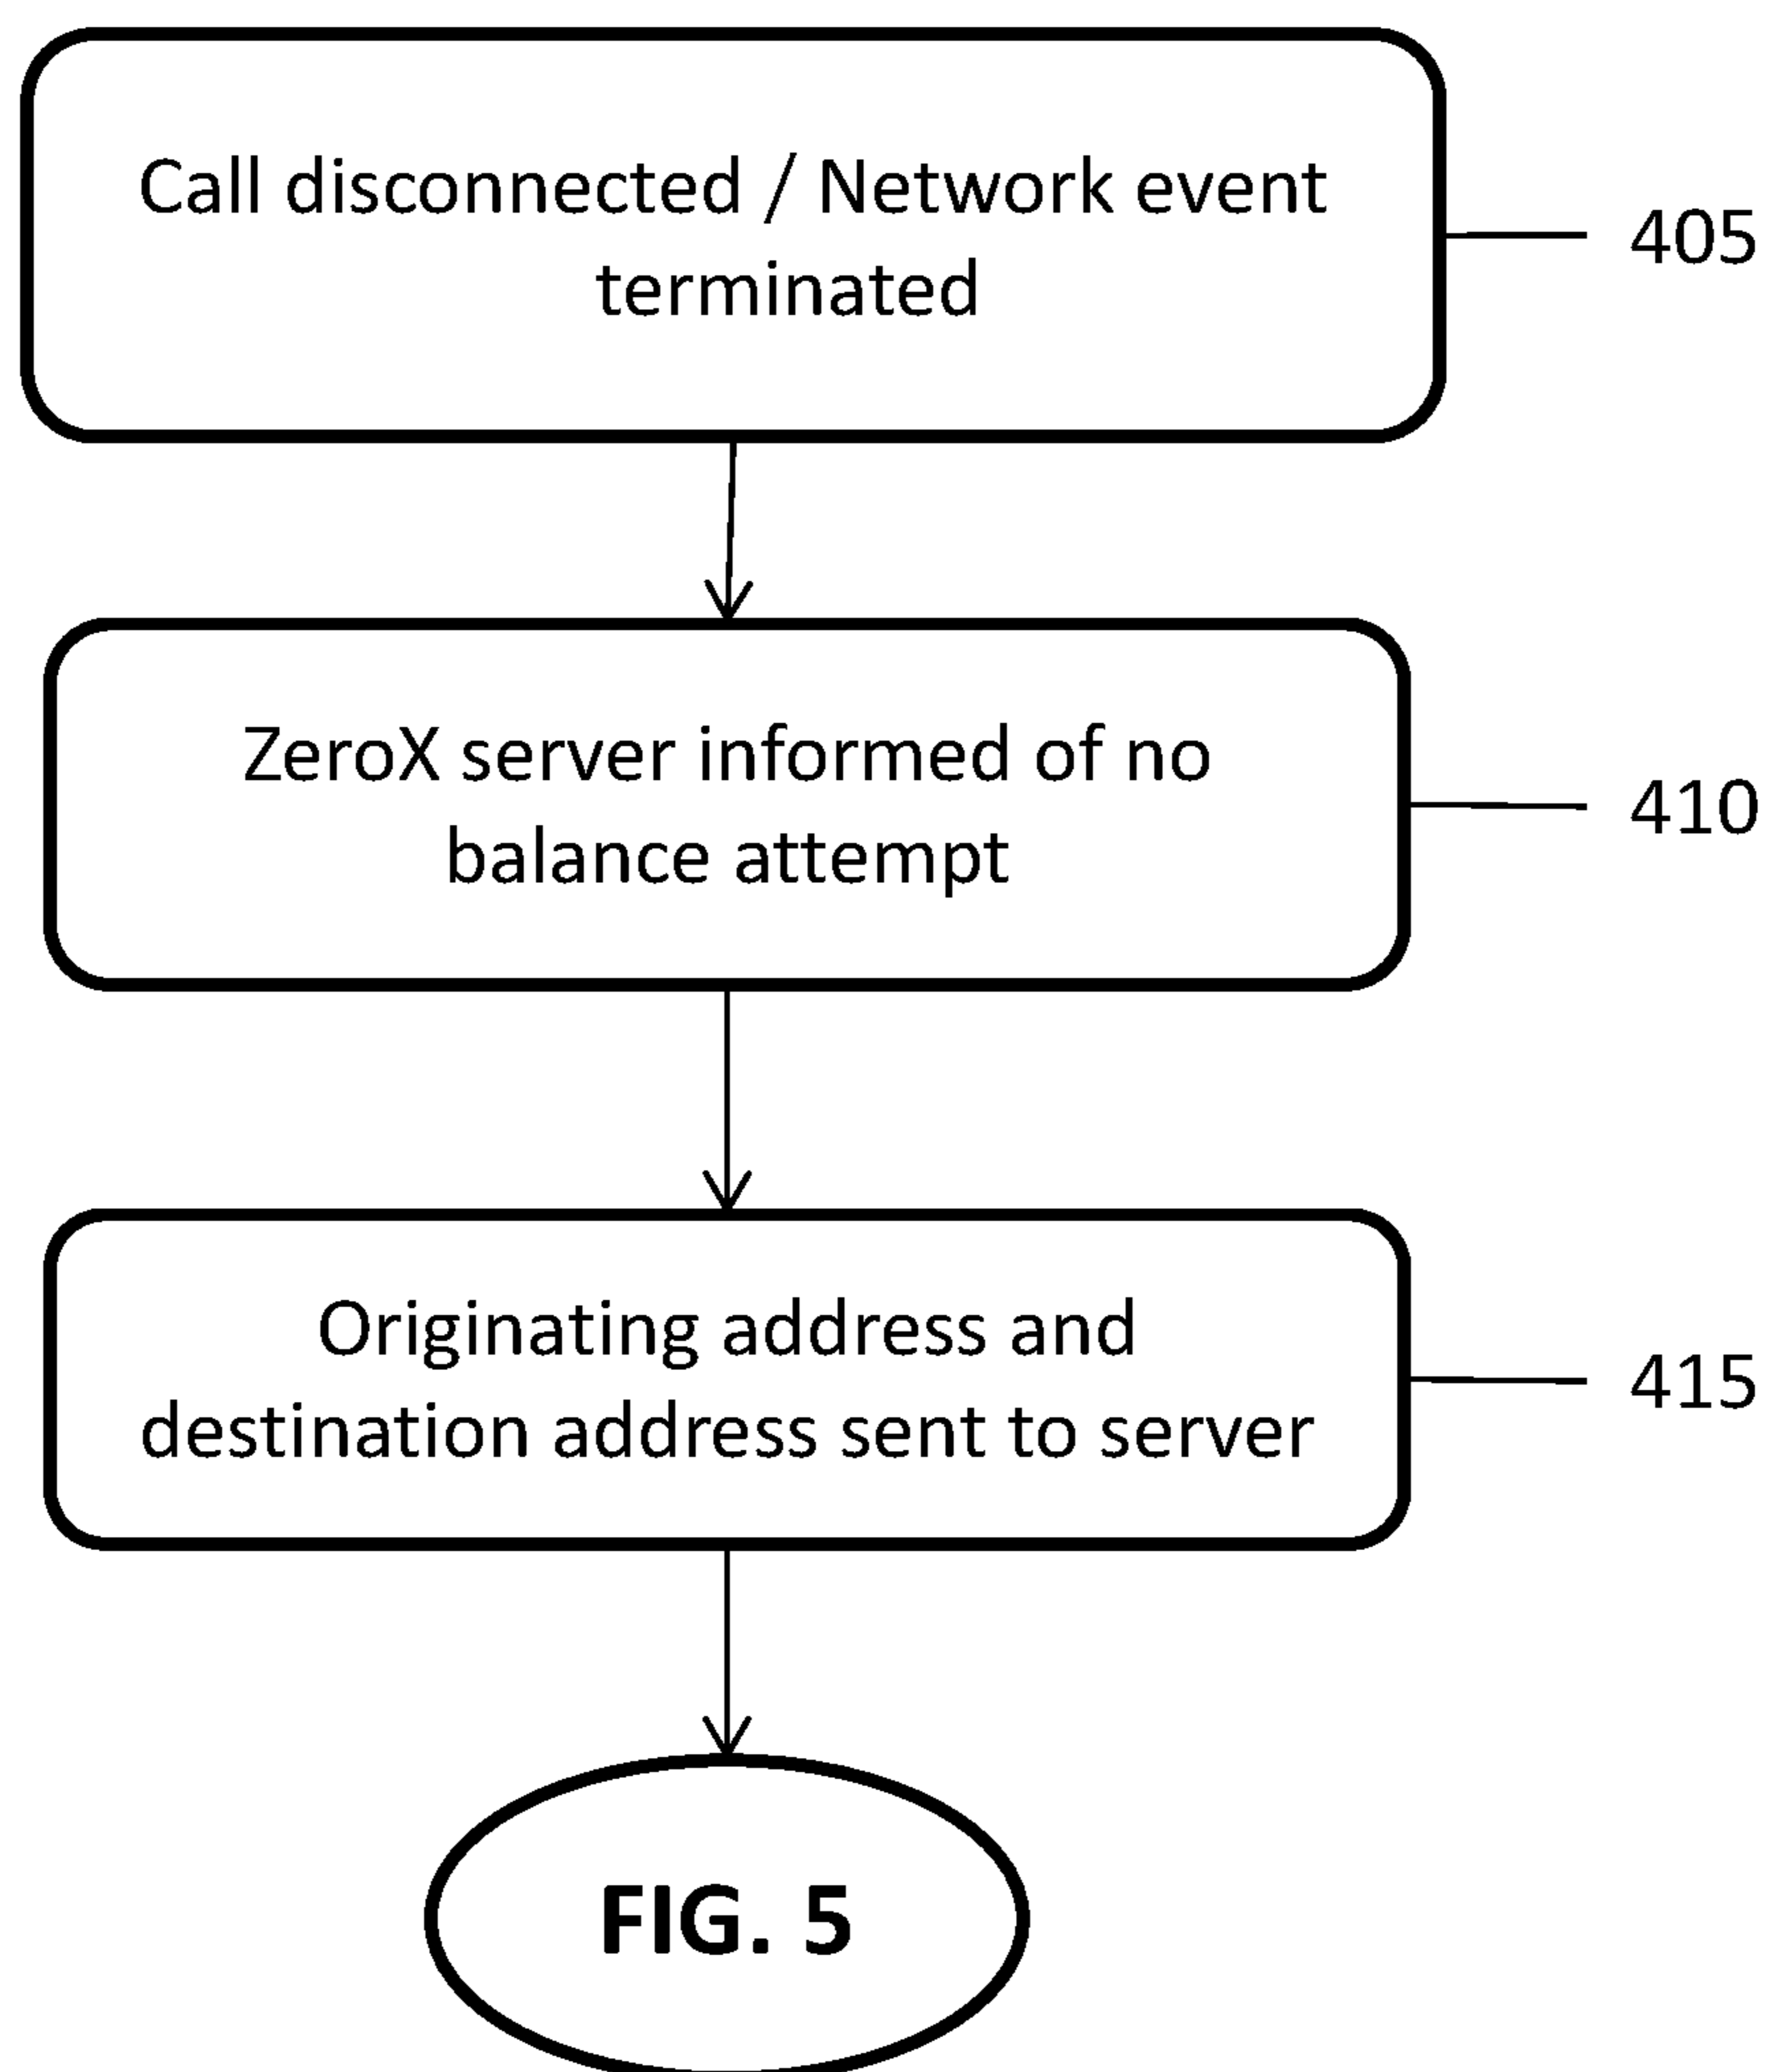 Call disconnected / Network event
terminated
405
ZeroX server informed of no
balance attempt
410
Originating address and
destination address sent to server
415
FIG. 5